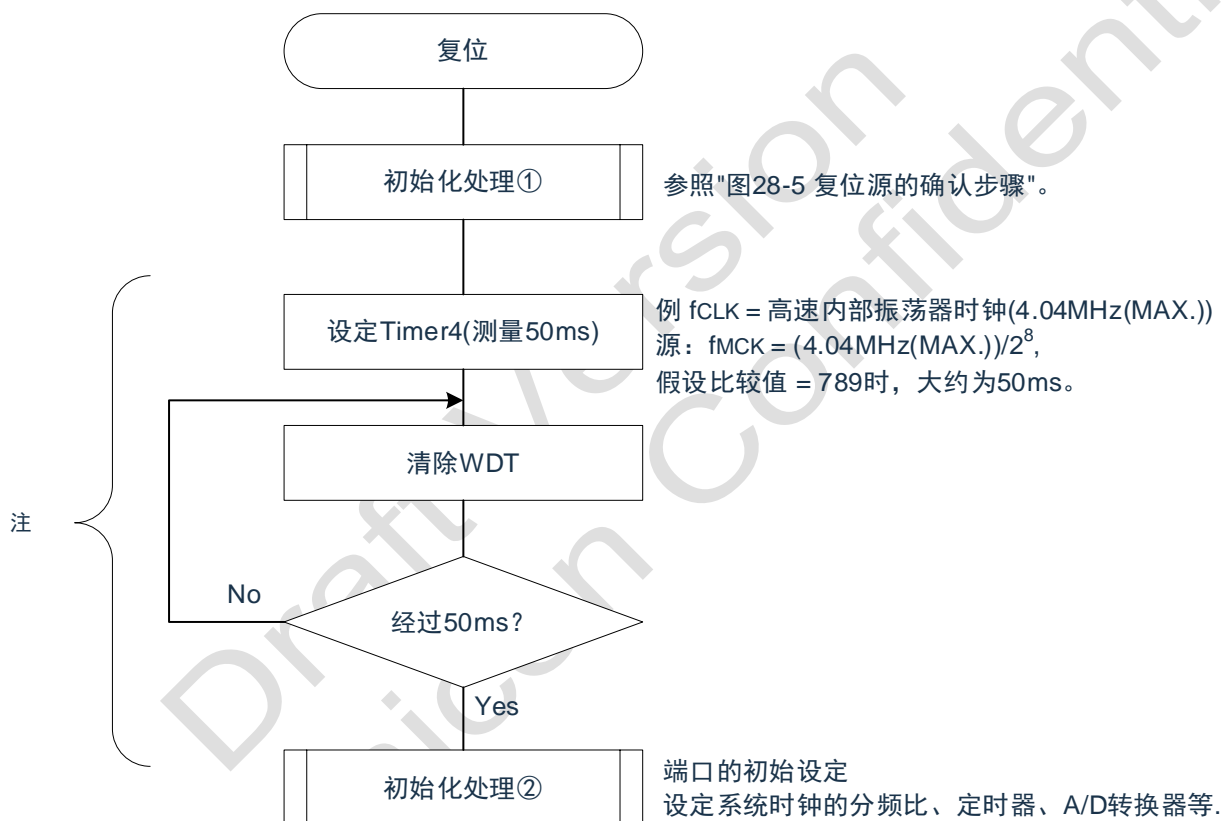 复位
初始化处理①
参照"图28-5 复位源的确认步骤"。
设定Timer4(测量50ms)
例 fCLK = 高速内部振荡器时钟(4.04MHz(MAX.))
源：fMCK = (4.04MHz(MAX.))/2⁸,
假设比较值 = 789时，大约为50ms。
清除WDT
注
No
经过50ms？
Yes
初始化处理②
端口的初始设定
设定系统时钟的分频比、定时器、A/D转换器等.
Draft Version
Confidenti